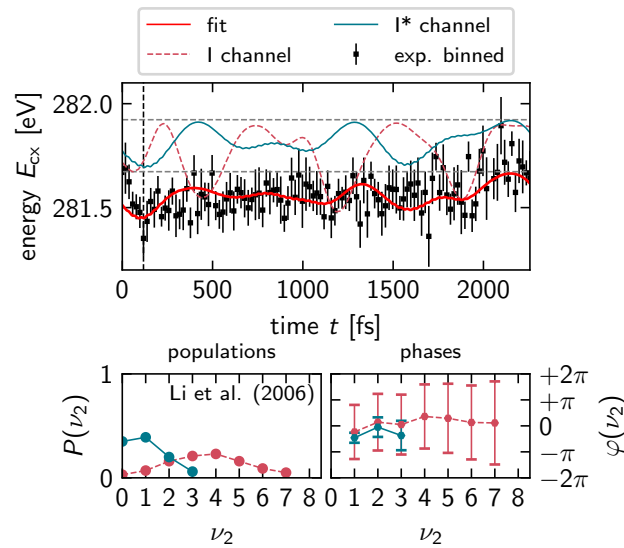 fit
I* channel
I channel
exp. binned
energy E_cx [eV]
282.0
281.5
0 500 1000 1500 2000
time t [fs]
populations
phases
P(ν₂)
1
0
Li et al. (2006)
+2π
+π
0
−π
−2π
φ(ν₂)
0 1 2 3 4 5 6 7 8
0 1 2 3 4 5 6 7 8
ν₂
ν₂